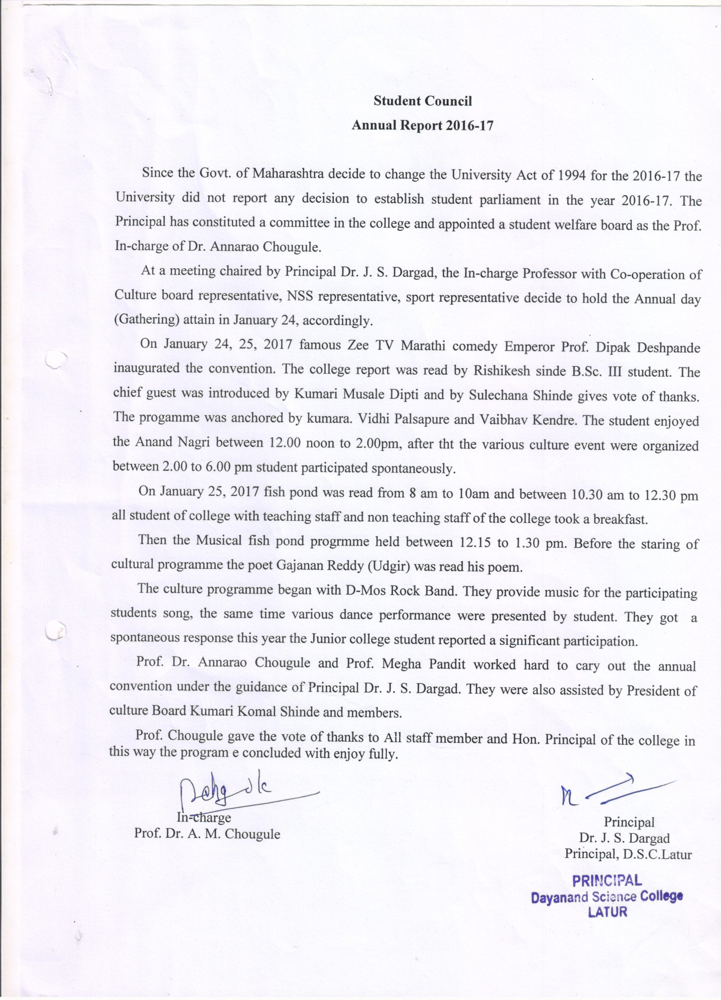 Student Council
Annual Report 2016-17
Since the Govt. of Maharashtra decide to change the University Act of 1994 for the 2016-17 the
University did not report any decision to establish student parliament in the year 2016-17. The
Principal has constituted a committee in the college and appointed a student welfare board as the Prof.
In-charge of Dr. Annarao Chougule.
At a meeting chaired by Principal Dr. J. S. Dargad, the In-charge Professor with Co-operation of
Culture board representative, NSS representative, sport representative decide to hold the Annual day
(Gathering) attain in January 24, accordingly.
On January 24, 25, 2017 famous Zee TV Marathi comedy Emperor Prof. Dipak Deshpande
inaugurated the convention. The college report was read by Rishikesh sinde B.Sc. III student. The
chief guest was introduced by Kumari Musale Dipti and by Sulechana Shinde gives vote of thanks.
The progamme was anchored by kumara. Vidhi Palsapure and Vaibhav Kendre. The student enjoyed
the Anand Nagri between 12.00 noon to 2.00pm, after tht the various culture event were organized
between 2.00 to 6.00 pm student participated spontaneously.
On January 25, 2017 fish pond was read from 8 am to 10am and between 10.30 am to 12.30 pm
all student of college with teaching staff and non teaching staff of the college took a breakfast.
Then the Musical fish pond progrmme held between 12.15 to 1.30 pm. Before the staring of
cultural programme the poet Gajanan Reddy (Udgir) was read his poem.
The culture programme began with D-Mos Rock Band. They provide music for the participating
students song, the same time various dance performance were presented by student. They got a
spontaneous response this year the Junior college student reported a significant participation.
Prof. Dr. Annarao Chougule and Prof. Megha Pandit worked hard to cary out the annual
convention under the guidance of Principal Dr. J. S. Dargad. They were also assisted by President of
culture Board Kumari Komal Shinde and members.
Prof. Chougule gave the vote of thanks to All staff member and Hon. Principal of the college in
this way the program e concluded with enjoy fully.
In-charge
Prof. Dr. A. M. Chougule
Principal
Dr. J. S. Dargad
Principal, D.S.C.Latur
PRINCIPAL
Dayanand Science College
LATUR